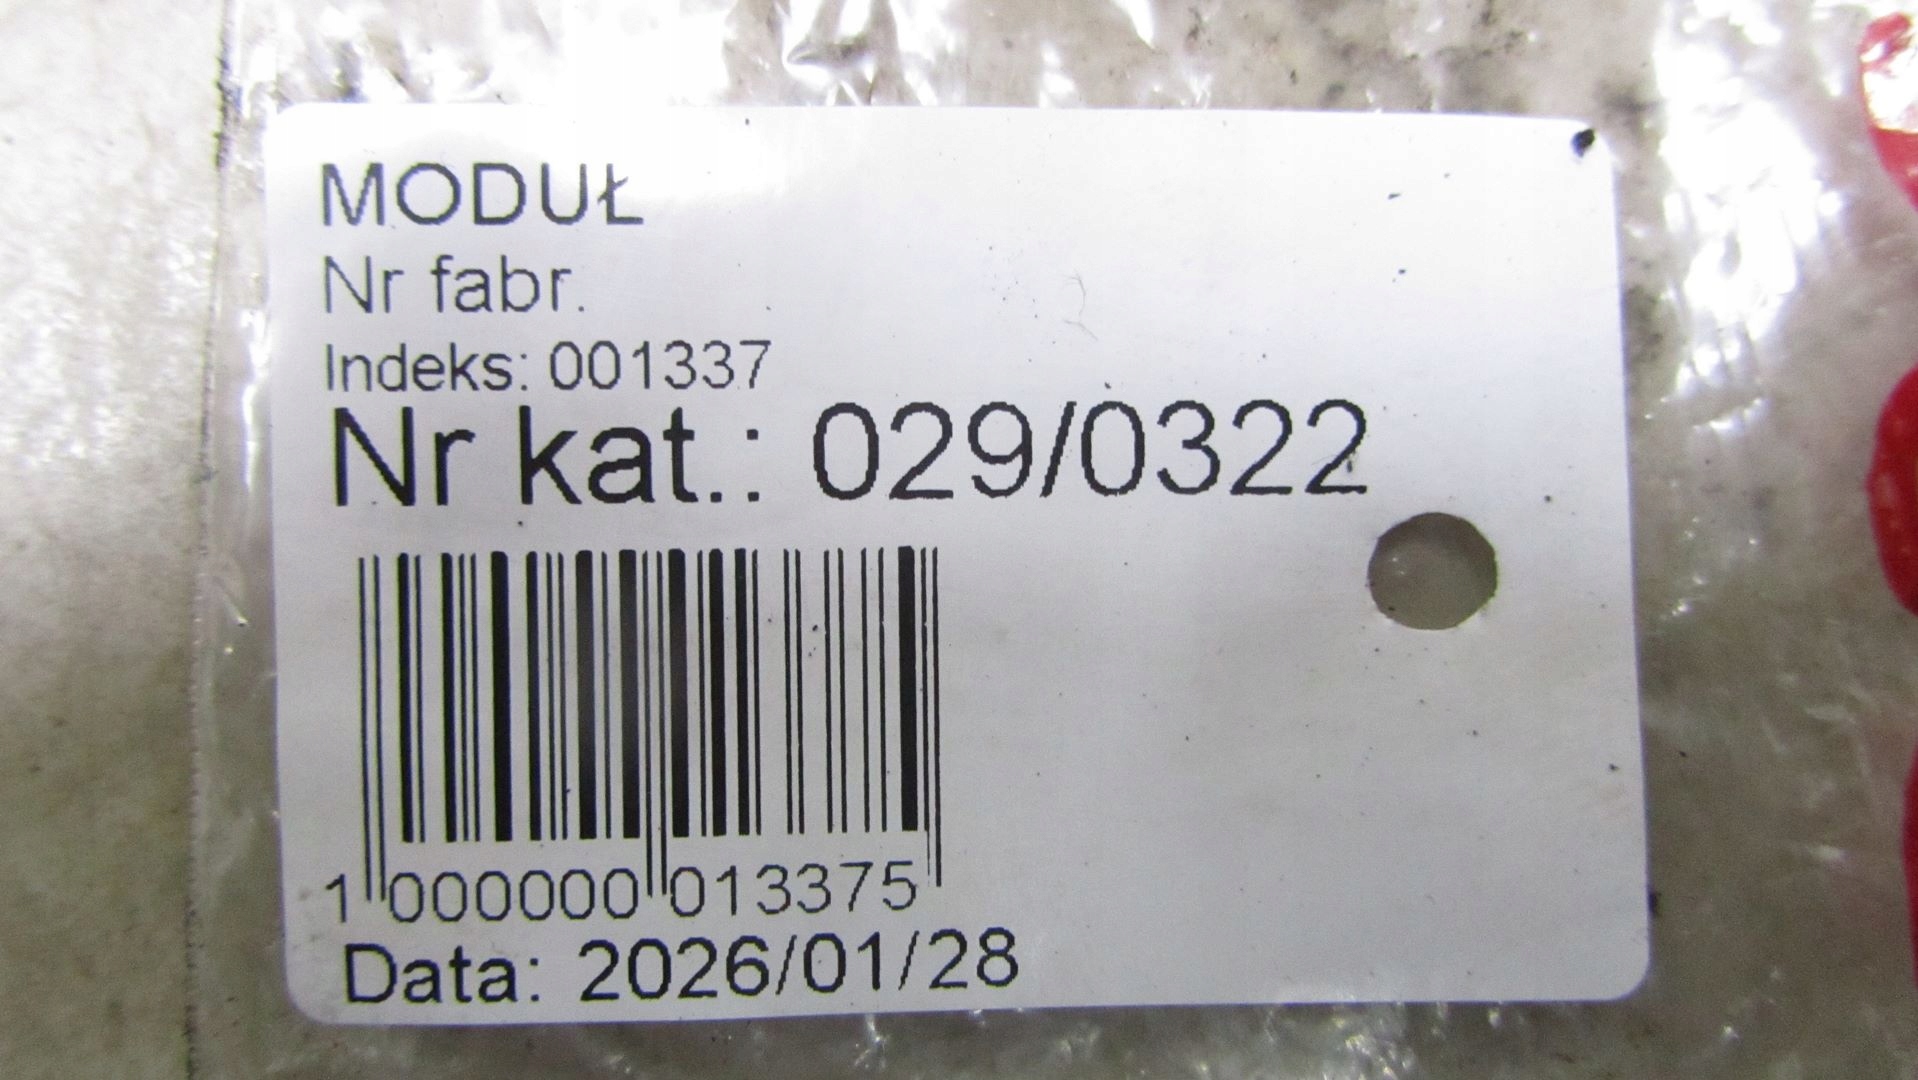 MODUŁ
Nr fabr.
Indeks: 001337
Nr kat.: 029/0322
1 000000 013375
Data: 2026/01/28